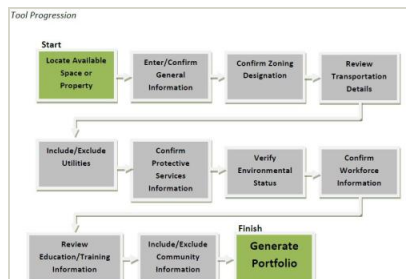 Tool Progression
Start
Locate Available
Space or
Property
Enter/Confirm
General
Information
Confirm Zoning
Designation
Review
Transportation
Details
Include/Exclude
Utilities
Confirm
Protective
Services
Information
Verify
Environmental
Status
Confirm
Workforce
Information
Review
Education/Training
Information
Include/Exclude
Community
Information
Finish
Generate
Portfolio